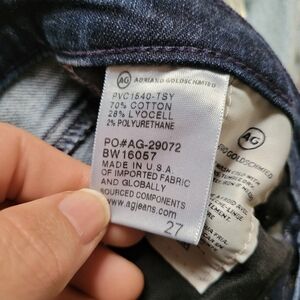 AG ADRIANO GOLDSCHMIED
PVC1540-TSY
70% COTTON
28% LYOCELL
2% POLYURETHANE
PO#AG-29072
BW16057
MADE IN U.S.A
OF IMPORTED FABRIC
AND GLOBALLY
SOURCED COMPONENTS
www.agjeans.com
27
AG
GOLDSCHMIED